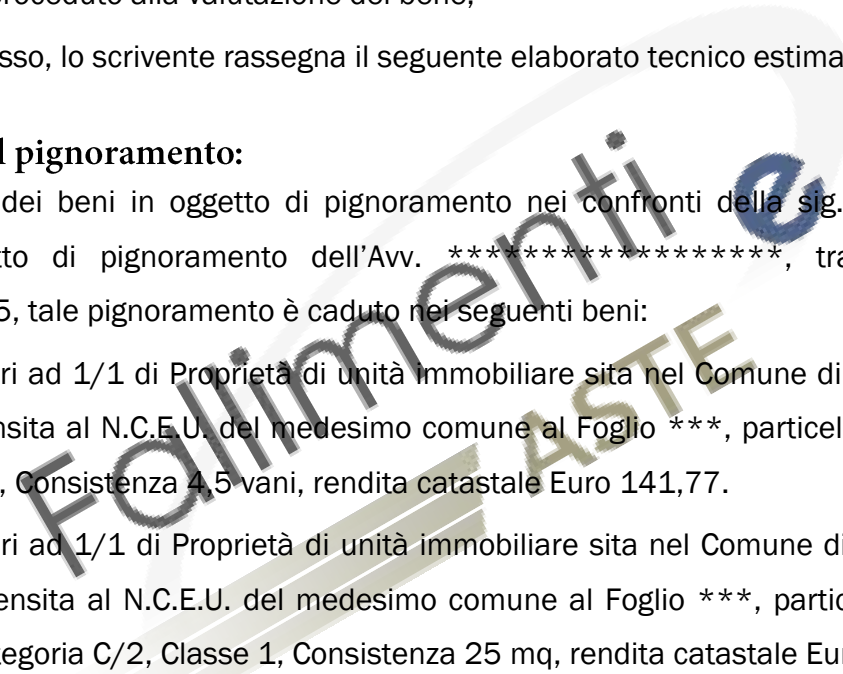 proceduto alla valutazione del bene;
sso, lo scrivente rassegna il seguente elaborato tecnico estima
l pignoramento:
dei beni in oggetto di pignoramento nei confronti della sig.
tto di pignoramento dell'Avv. ******************, tra
5, tale pignoramento è caduto nei seguenti beni:
ri ad 1/1 di Proprietà di unità immobiliare sita nel Comune di
nsita al N.C.E.U. del medesimo comune al Foglio ***, particel
, Consistenza 4,5 vani, rendita catastale Euro 141,77.
ri ad 1/1 di Proprietà di unità immobiliare sita nel Comune di
ensita al N.C.E.U. del medesimo comune al Foglio ***, partic
tegoria C/2, Classe 1, Consistenza 25 mq, rendita catastale Eu
Fallimenti e
ASTE